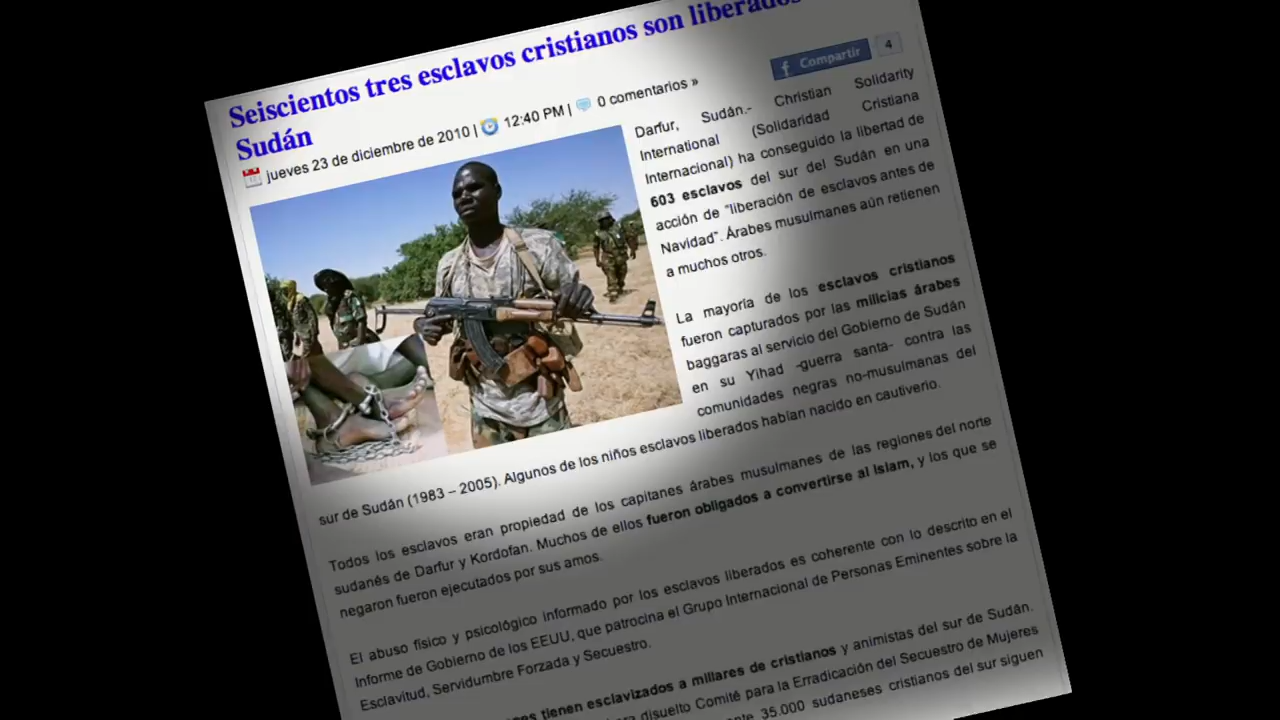 Seiscientos tres esclavos cristianos son liberados
Sudán
jueves 23 de diciembre de 2010 | 12:40 PM | 0 comentarios »
f Compartir 4
Darfur, Sudán.- Christian Solidarity
International (Solidaridad Cristiana
Internacional) ha conseguido la libertad de
603 esclavos del sur del Sudán en una
acción de "liberación de esclavos antes de
Navidad". Árabes musulmanes aún retienen
a muchos otros.
La mayoría de los esclavos cristianos
fueron capturados por las milicias árabes
baggaras al servicio del Gobierno de Sudán
en su Yihad -guerra santa- contra las
comunidades negras no-musulmanas del
sur de Sudán (1983 – 2005). Algunos de los niños esclavos liberados habían nacido en cautiverio.
Todos los esclavos eran propiedad de los capitanes árabes musulmanes de las regiones del norte
sudanés de Darfur y Kordofan. Muchos de ellos fueron obligados a convertirse al Islam, y los que se
negaron fueron ejecutados por sus amos.
El abuso físico y psicológico informado por los esclavos liberados es coherente con lo descrito en el
Informe de Gobierno de los EEUU, que patrocina el Grupo Internacional de Personas Eminentes sobre la
Esclavitud, Servidumbre Forzada y Secuestro.
tienen esclavizados a millares de cristianos y animistas del sur de Sudán.
disuelto Comité para la Erradicación del Secuestro de Mujeres
35.000 sudaneses cristianos del sur siguen